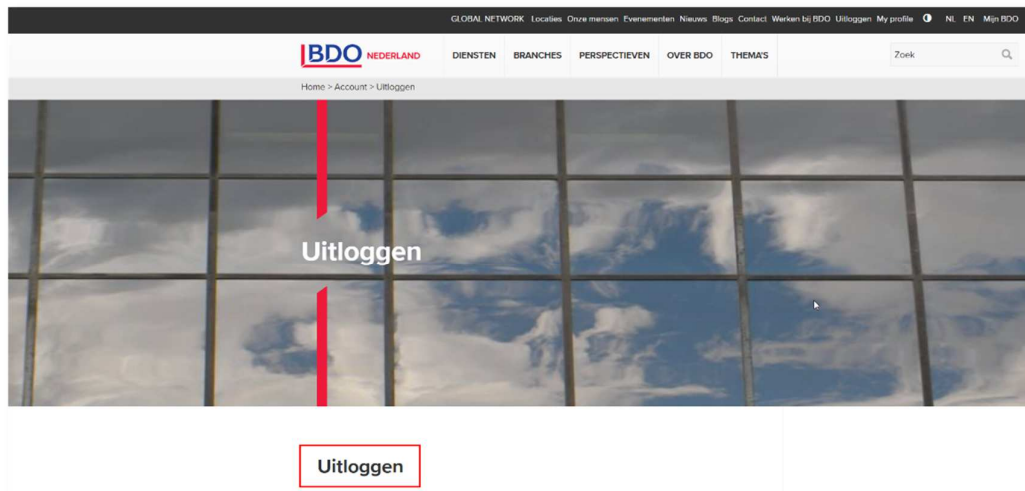 GLOBAL NETWORK Locaties Onze mensen Evenementen Nieuws Blogs Contact Werken bij BDO Uitloggen My profile NL EN Mijn BDO
BDO NEDERLAND DIENSTEN BRANCHES PERSPECTIEVEN OVER BDO THEMA'S Zoek
Home > Account > Uitloggen
Uitloggen
Uitloggen